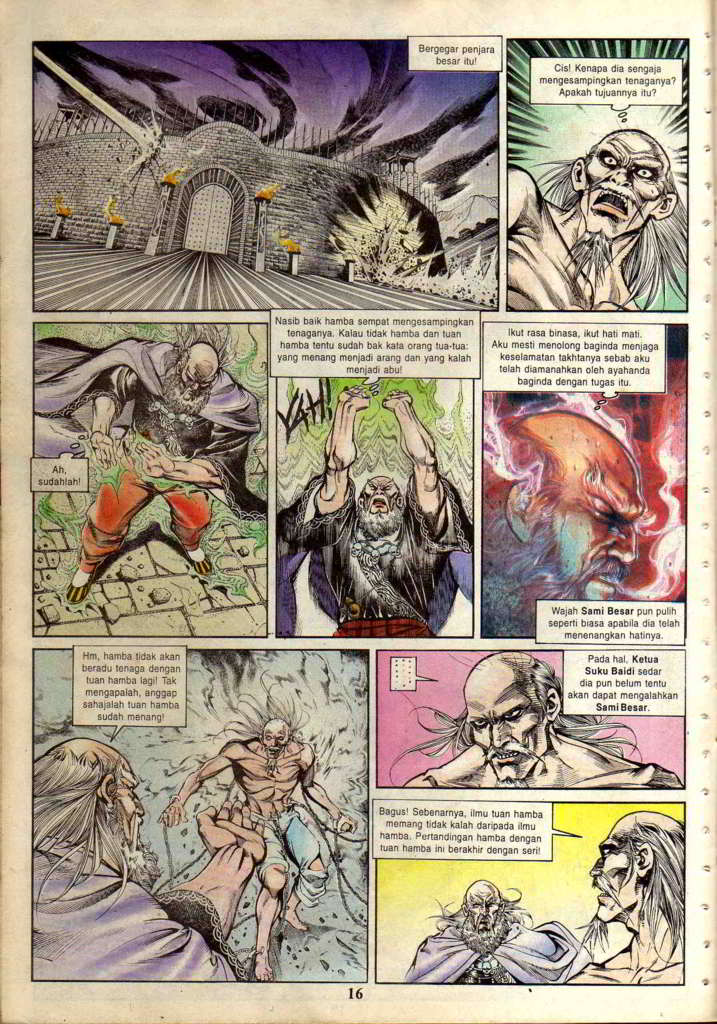 Bergegar penjara
besar itu!
Cis! Kenapa dia sengaja
mengesampingkan tenaganya?
Apakah tujuannya itu?
Ah,
sudahlah!
Nasib baik hamba sempat mengesampingkan
tenaganya. Kalau tidak hamba dan tuan
hamba tentu sudah bak kata orang tua-tua:
yang menang menjadi arang dan yang kalah
menjadi abu!
Ikut rasa binasa, ikut hati mati.
Aku mesti menolong baginda menjaga
keselamatan takhtanya sebab aku
telah diamanahkan oleh ayahanda
baginda dengan tugas itu.
Wajah Sami Besar pun pulih
seperti biasa apabila dia telah
menenangkan hatinya.
Hm, hamba tidak akan
beradu tenaga dengan
tuan hamba lagi! Tak
mengapalah, anggap
sahajalah tuan hamba
sudah menang!
Pada hal, Ketua
Suku Baidi sedar
dia pun belum tentu
akan dapat mengalahkan
Sami Besar.
Bagus! Sebenarnya, ilmu tuan hamba
memang tidak kalah daripada ilmu
hamba. Pertandingan hamba dengan
tuan hamba ini berakhir dengan seri!
16